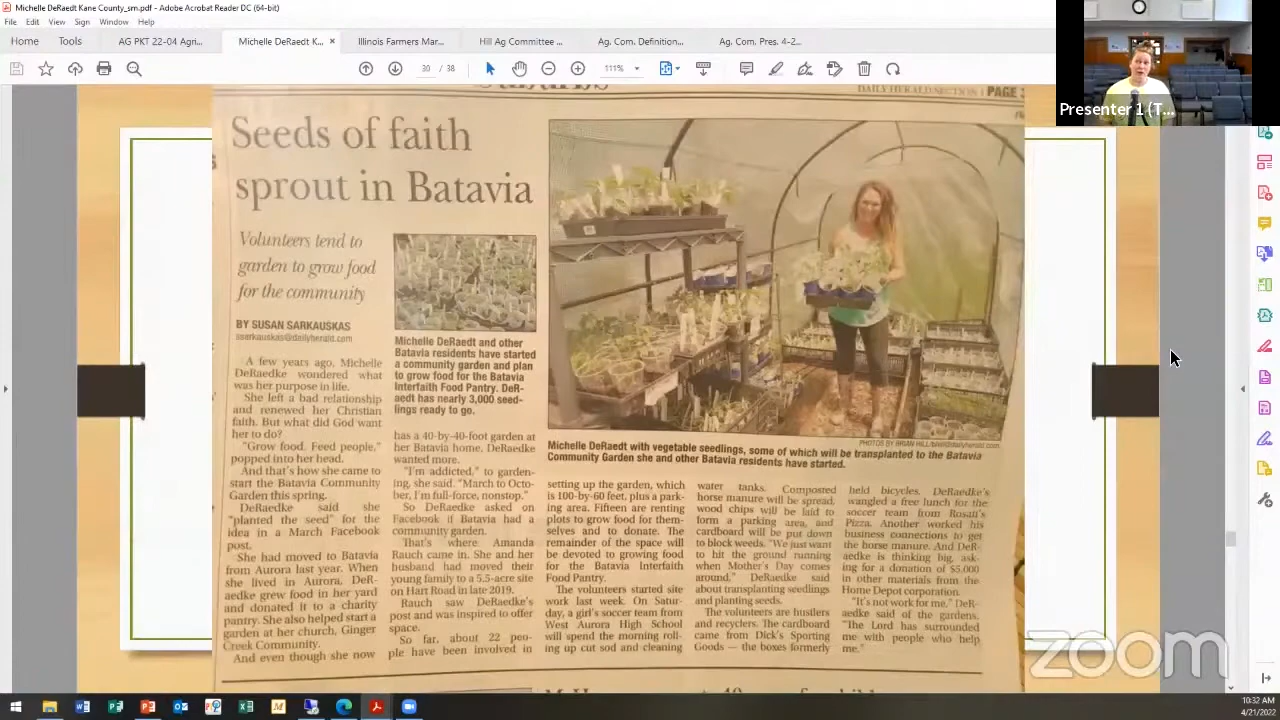 Michelle DeRaedt Kane County_sm.pdf - Adobe Acrobat Reader DC (64-bit)
File Edit View Sign Window Help
Home Tools AG PKT 22-04 Agri... Michelle DeRaedt K... × Illinois Farmers Mar... Hill Ag Committee ... Ag. Com. Definition... Ag. Com. Pres. 4-2...
30 111%
Presenter 1 (T...
DAILY HERALD SECTION 1 PAGE 3
Seeds of faith
sprout in Batavia
Volunteers tend to
garden to grow food
for the community
BY SUSAN SARKAUSKAS
ssarkauskas@dailyherald.com
A few years ago, Michelle
DeRaedke wondered what
was her purpose in life.
She left a bad relationship
and renewed her Christian
faith. But what did God want
her to do?
"Grow food. Feed people,"
popped into her head.
And that's how she came to
start the Batavia Community
Garden this spring.
DeRaedke said she
"planted the seed" for the
idea in a March Facebook
post.
She had moved to Batavia
from Aurora last year. When
she lived in Aurora, DeR-
aedke grew food in her yard
and donated it to a charity
pantry. She also helped start a
garden at her church, Ginger
Creek Community.
And even though she now
Michelle DeRaedt and other
Batavia residents have started
a community garden and plan
to grow food for the Batavia
Interfaith Food Pantry. DeR-
aedt has nearly 3,000 seed-
lings ready to go.
has a 40-by-40-foot garden at
her Batavia home, DeRaedke
wanted more.
"I'm addicted," to garden-
ing, she said. "March to Octo-
ber, I'm full-force, nonstop."
So DeRaedke asked on
Facebook if Batavia had a
community garden.
That's where Amanda
Rauch came in. She and her
husband had moved their
young family to a 5.5-acre site
on Hart Road in late 2019.
Rauch saw DeRaedke's
post and was inspired to offer
space.
So far, about 22 peo-
ple have been involved in
PHOTOS BY BRIAN HILL/bhill@dailyherald.com
Michelle DeRaedt with vegetable seedlings, some of which will be transplanted to the Batavia
Community Garden she and other Batavia residents have started.
setting up the garden, which
is 100-by-60 feet, plus a park-
ing area. Fifteen are renting
plots to grow food for them-
selves and to donate. The
remainder of the space will
be devoted to growing food
for the Batavia Interfaith
Food Pantry.
The volunteers started site
work last week. On Satur-
day, a girl's soccer team from
West Aurora High School
will spend the morning roll-
ing up cut sod and cleaning
water tanks. Composted
horse manure will be spread,
wood chips will be laid to
form a parking area, and
cardboard will be put down
to block weeds. "We just want
to hit the ground running
when Mother's Day comes
around," DeRaedke said
about transplanting seedlings
and planting seeds.
The volunteers are hustlers
and recyclers. The cardboard
came from Dick's Sporting
Goods — the boxes formerly
held bicycles. DeRaedke's
wangled a free lunch for the
soccer team from Rosati's
Pizza. Another worked his
business connections to get
the horse manure. And DeR-
aedke is thinking big, ask-
ing for a donation of $5,000
in other materials from the
Home Depot corporation.
"It's not work for me," DeR-
aedke said of the gardens.
"The Lord has surrounded
me with people who help
me."
zoom
10:32 AM
4/21/2022